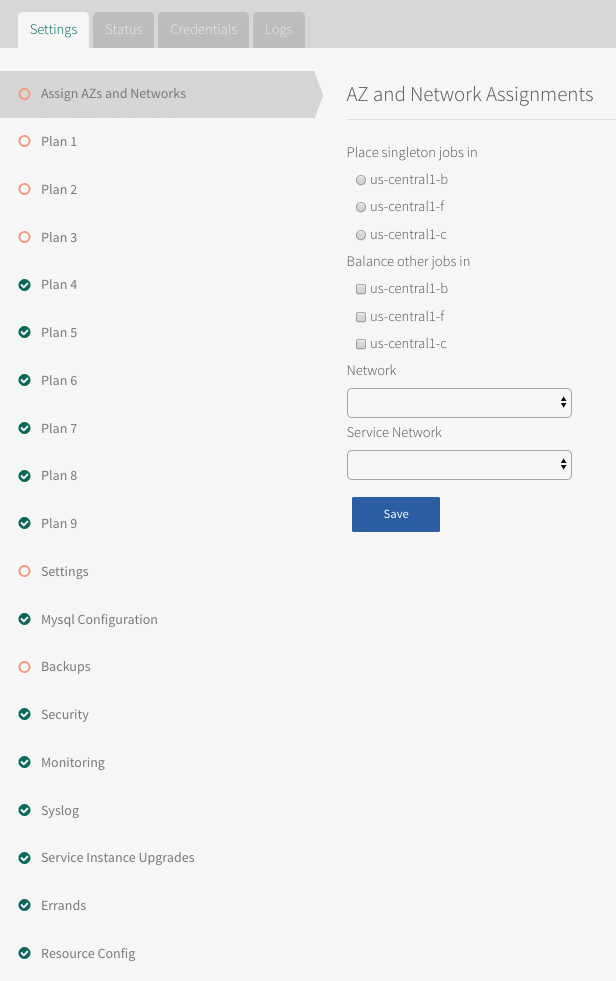 Settings
Status
Credentials
Logs
Assign AZs and Networks
Plan 1
Plan 2
Plan 3
Plan 4
Plan 5
Plan 6
Plan 7
Plan 8
Plan 9
Settings
Mysql Configuration
Backups
Security
Monitoring
Syslog
Service Instance Upgrades
Errands
Resource Config
AZ and Network Assignments
Place singleton jobs in
us-central1-b
us-central1-f
us-central1-c
Balance other jobs in
us-central1-b
us-central1-f
us-central1-c
Network
Service Network
Save